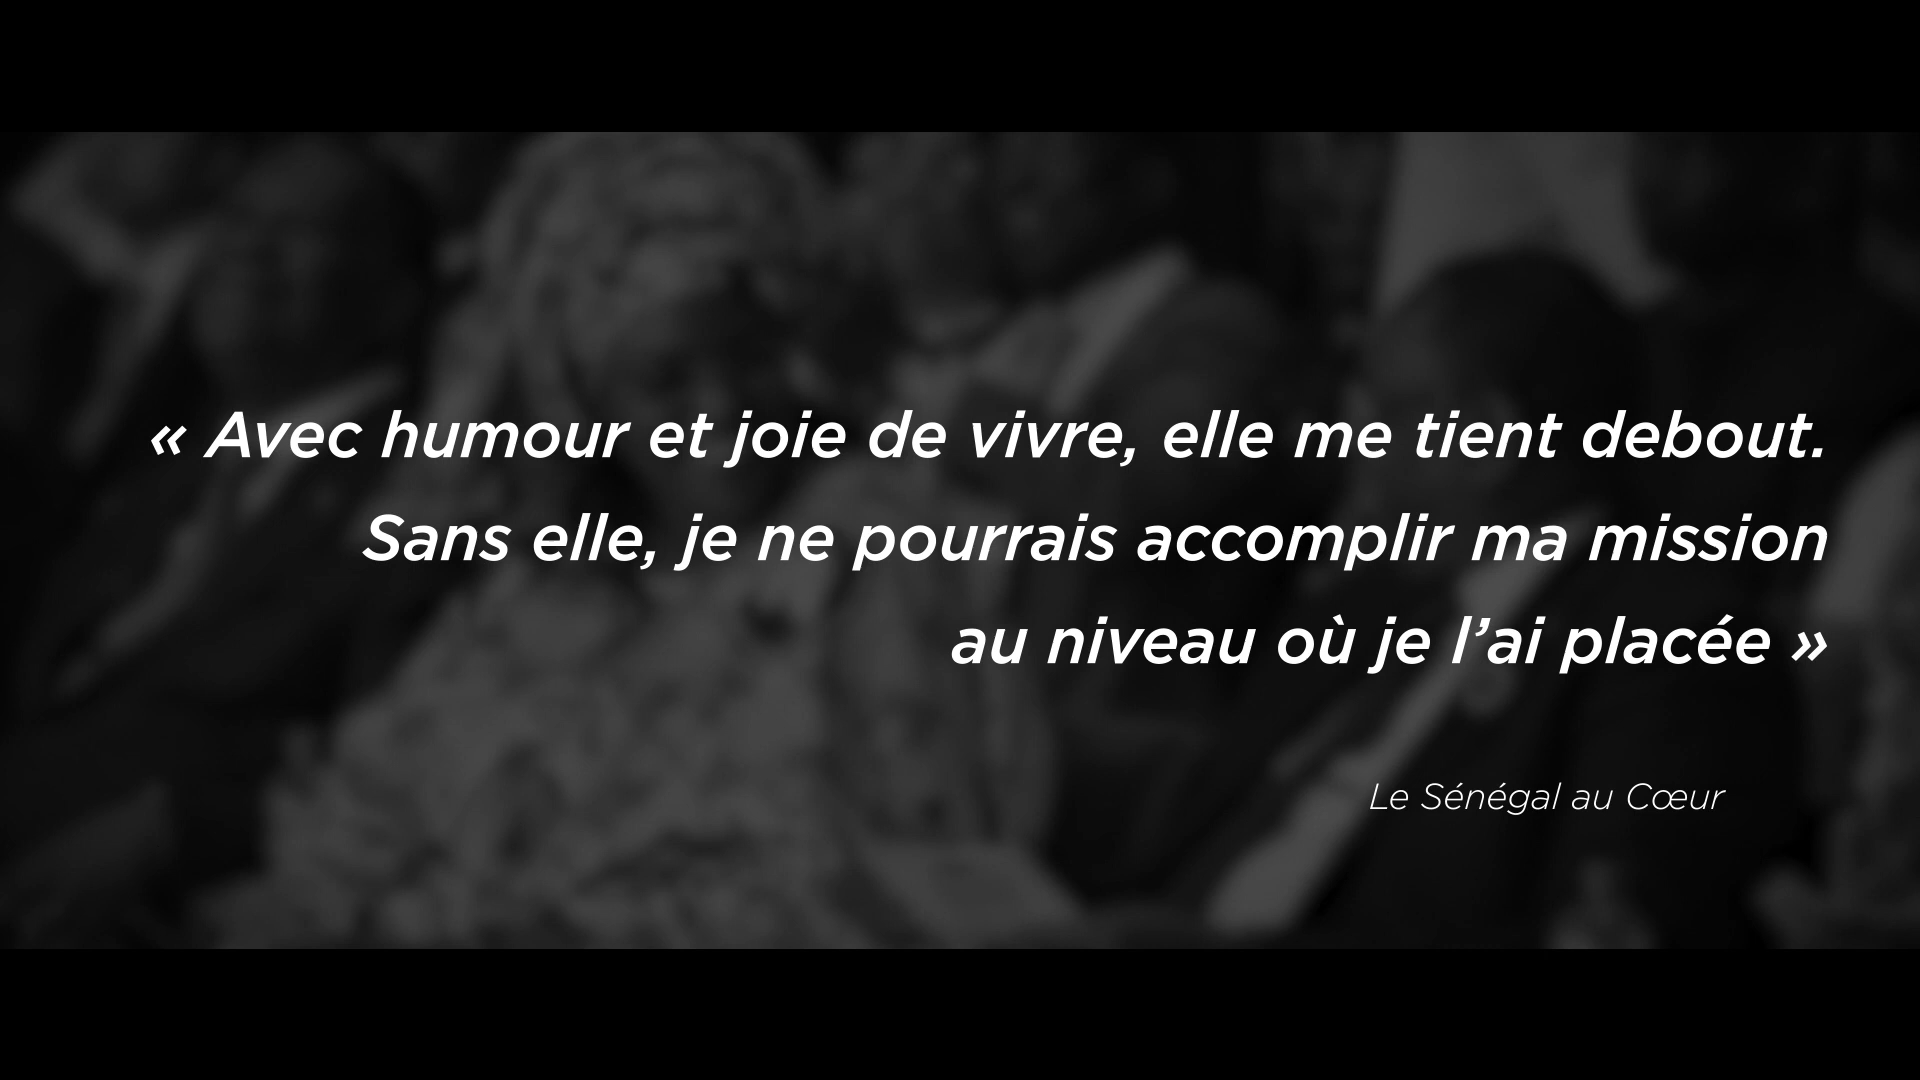 « Avec humour et joie de vivre, elle me tient debout.
Sans elle, je ne pourrais accomplir ma mission
au niveau où je l’ai placée »
Le Sénégal au Cœur